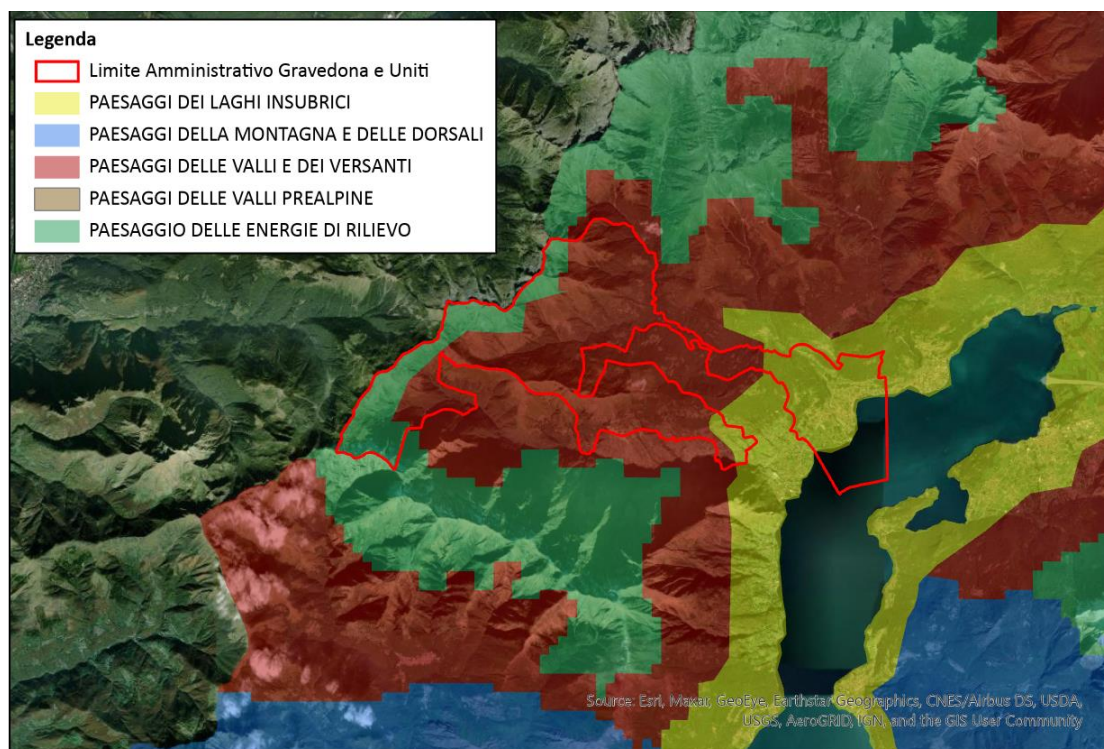 Legenda
Limite Amministrativo Gravedona e Uniti
PAESAGGI DEI LAGHI INSUBRICI
PAESAGGI DELLA MONTAGNA E DELLE DORSALI
PAESAGGI DELLE VALLI E DEI VERSANTI
PAESAGGI DELLE VALLI PREALPINE
PAESAGGIO DELLE ENERGIE DI RILIEVO
Source: Esri, Maxar, GeoEye, Earthstar Geographics, CNES/Airbus DS, USDA,
USGS, AeroGRID, IGN, and the GIS User Community